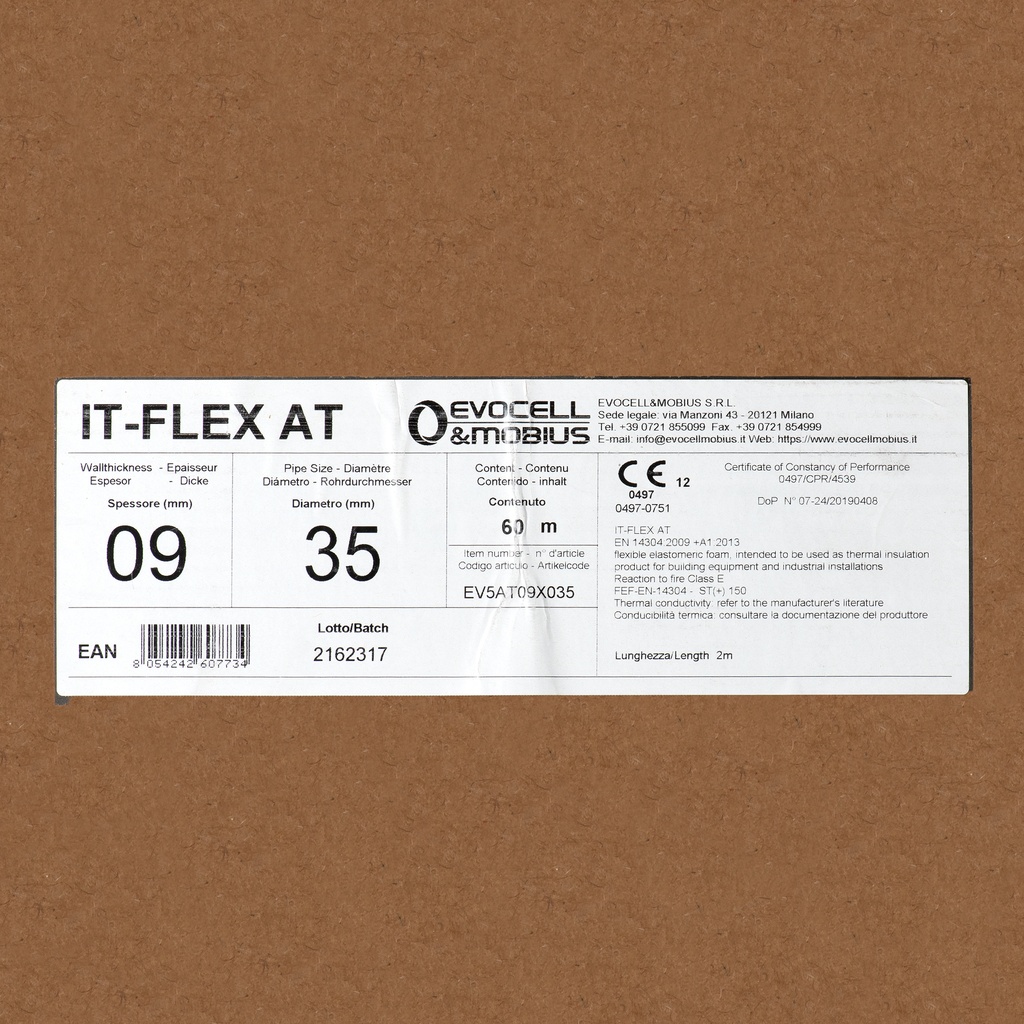 IT-FLEX AT
EVOCELL
&MOBIUS
EVOCELL&MOBIUS S.R.L.
Sede legale: via Manzoni 43 - 20121 Milano
Tel. +39 0721 855099 Fax. +39 0721 854999
E-mail: info@evocellmobius.it Web: https://www.evocellmobius.it
Wallthickness - Epaisseur
Espesor - Dicke
Spessore (mm)
09
Pipe Size - Diamètre
Diámetro - Rohrdurchmesser
Diametro (mm)
35
Content - Contenu
Contenido - inhalt
Contenuto
60 m
Item number - n° d'article
Codigo articulo - Artikelcode
EV5AT09X035
CE 12
0497
0497-0751
Certificate of Constancy of Performance
0497/CPR/4539
DoP N° 07-24/20190408
IT-FLEX AT
EN 14304:2009 +A1:2013
flexible elastomeric foam, intended to be used as thermal insulation
product for building equipment and industrial installations
Reaction to fire Class E
FEF-EN-14304 - ST(+) 150
Thermal conductivity: refer to the manufacturer's literature
Conducibilità termica: consultare la documentazione del produttore
Lunghezza/Length 2m
EAN
8 054242 607734
Lotto/Batch
2162317